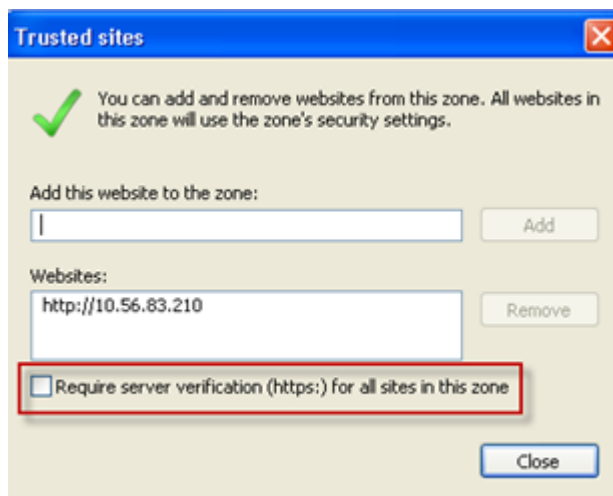 Trusted sites
You can add and remove websites from this zone. All websites in
this zone will use the zone's security settings.
Add this website to the zone:
Add
Websites:
http://10.56.83.210
Remove
Require server verification (https:) for all sites in this zone
Close